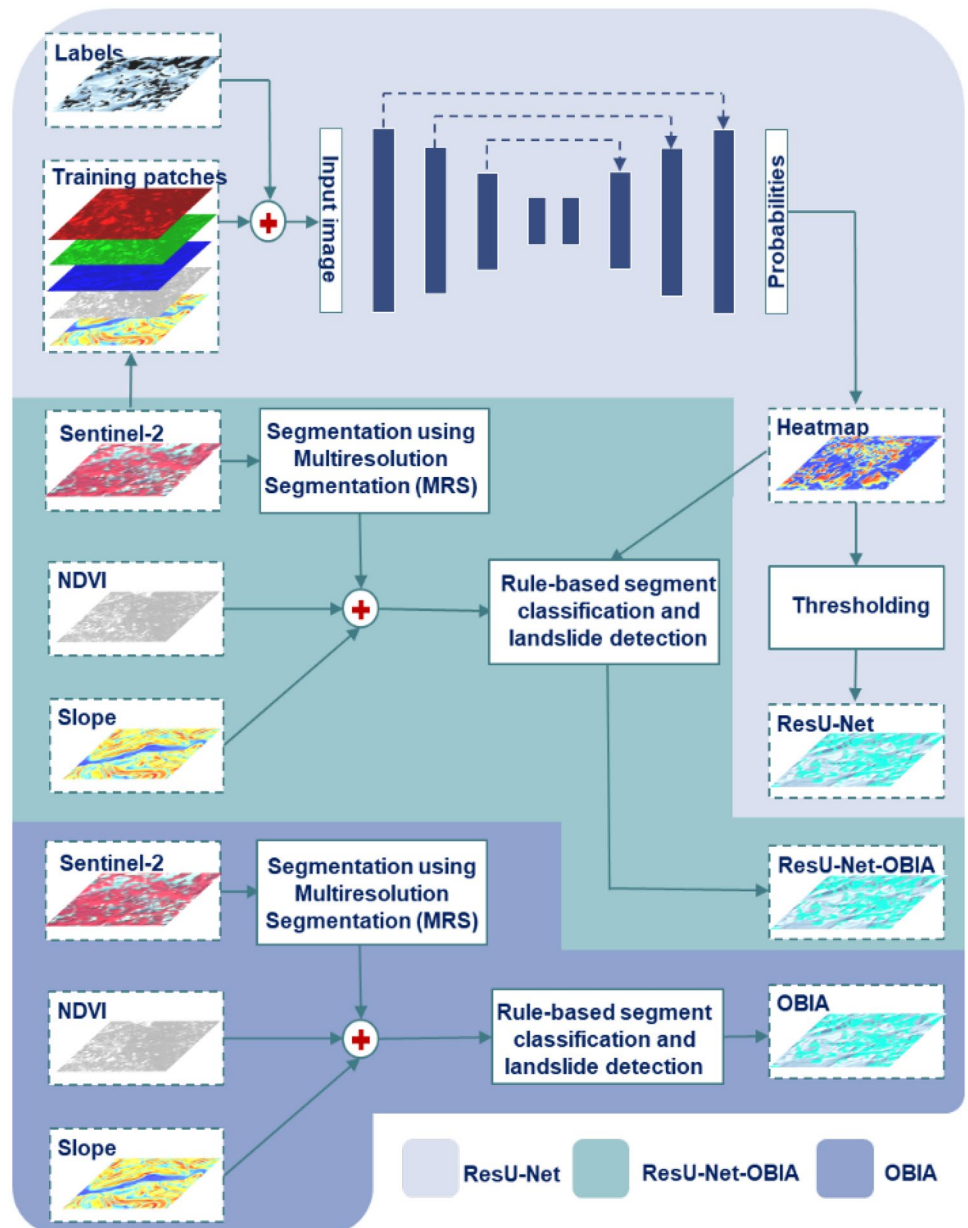 Labels
Training patches
Input image
Probabilities
Sentinel-2
Segmentation using
Multiresolution
Segmentation (MRS)
Heatmap
NDVI
Rule-based segment
classification and
landslide detection
Thresholding
Slope
ResU-Net
Sentinel-2
Segmentation using
Multiresolution
Segmentation (MRS)
ResU-Net-OBIA
NDVI
Rule-based segment
classification and
landslide detection
OBIA
Slope
ResU-Net
ResU-Net-OBIA
OBIA